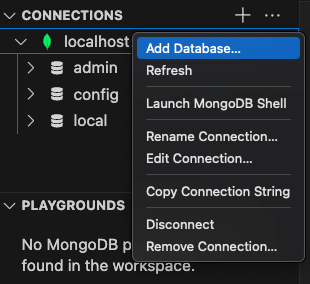 CONNECTIONS
localhost
admin
config
local
Add Database...
Refresh
Launch MongoDB Shell
Rename Connection...
Edit Connection...
Copy Connection String
Disconnect
Remove Connection...
PLAYGROUNDS
No MongoDB p
found in the workspace.